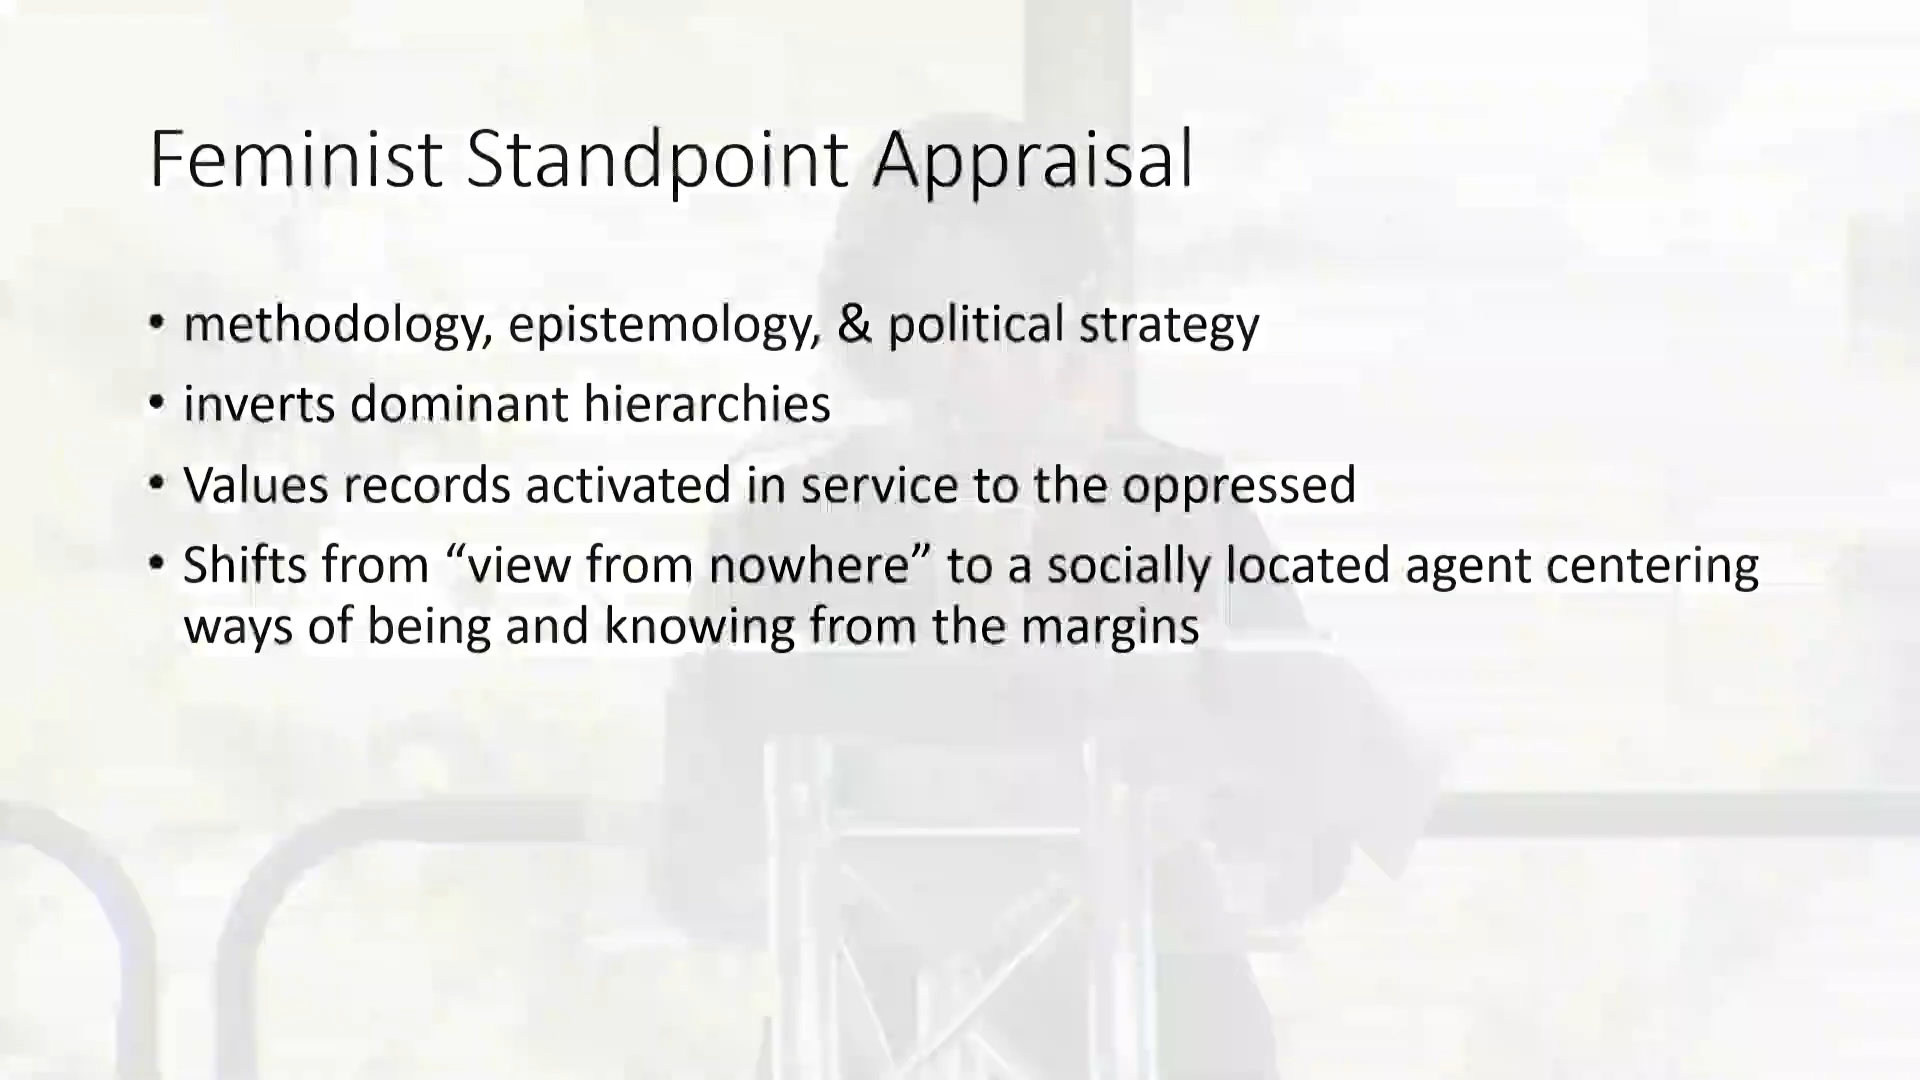 Feminist Standpoint Appraisal
• methodology, epistemology, & political strategy
• inverts dominant hierarchies
• Values records activated in service to the oppressed
• Shifts from “view from nowhere” to a socially located agent centering
ways of being and knowing from the margins